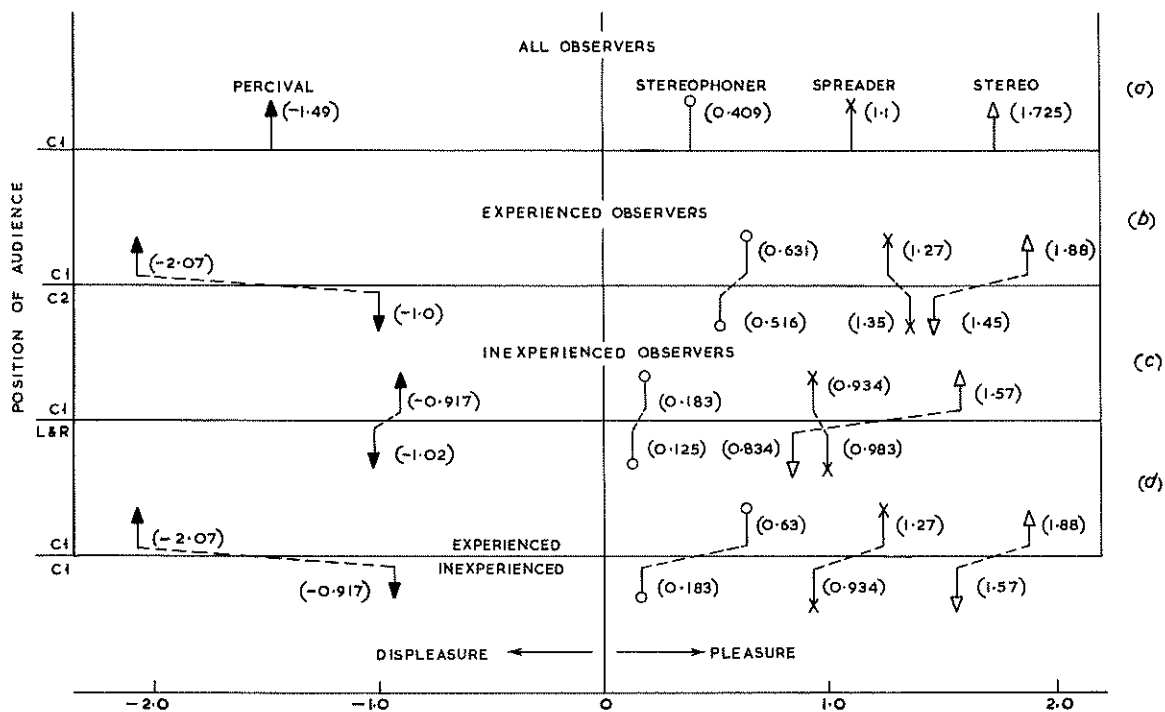 ALL OBSERVERS
PERCIVAL STEREOPHONER SPREADER STEREO (a)
(-1·49) (0·409) (1·1) (1·725)
C1
POSITION OF AUDIENCE
EXPERIENCED OBSERVERS (b)
(-2·07) (0·631) (1·27) (1·88)
C1
C2
(-1·0) (0·516) (1·35) (1·45)
INEXPERIENCED OBSERVERS (c)
(-0·917) (0·183) (0·934) (1·57)
C1
L&R
(-1·02) (0·125) (0·834) (0·983)
(d)
(-2·07) (0·63) (1·27) (1·88)
C1 EXPERIENCED
C1 INEXPERIENCED
(-0·917) (0·183) (0·934) (1·57)
DISPLEASURE PLEASURE
-2·0 -1·0 0 1·0 2·0